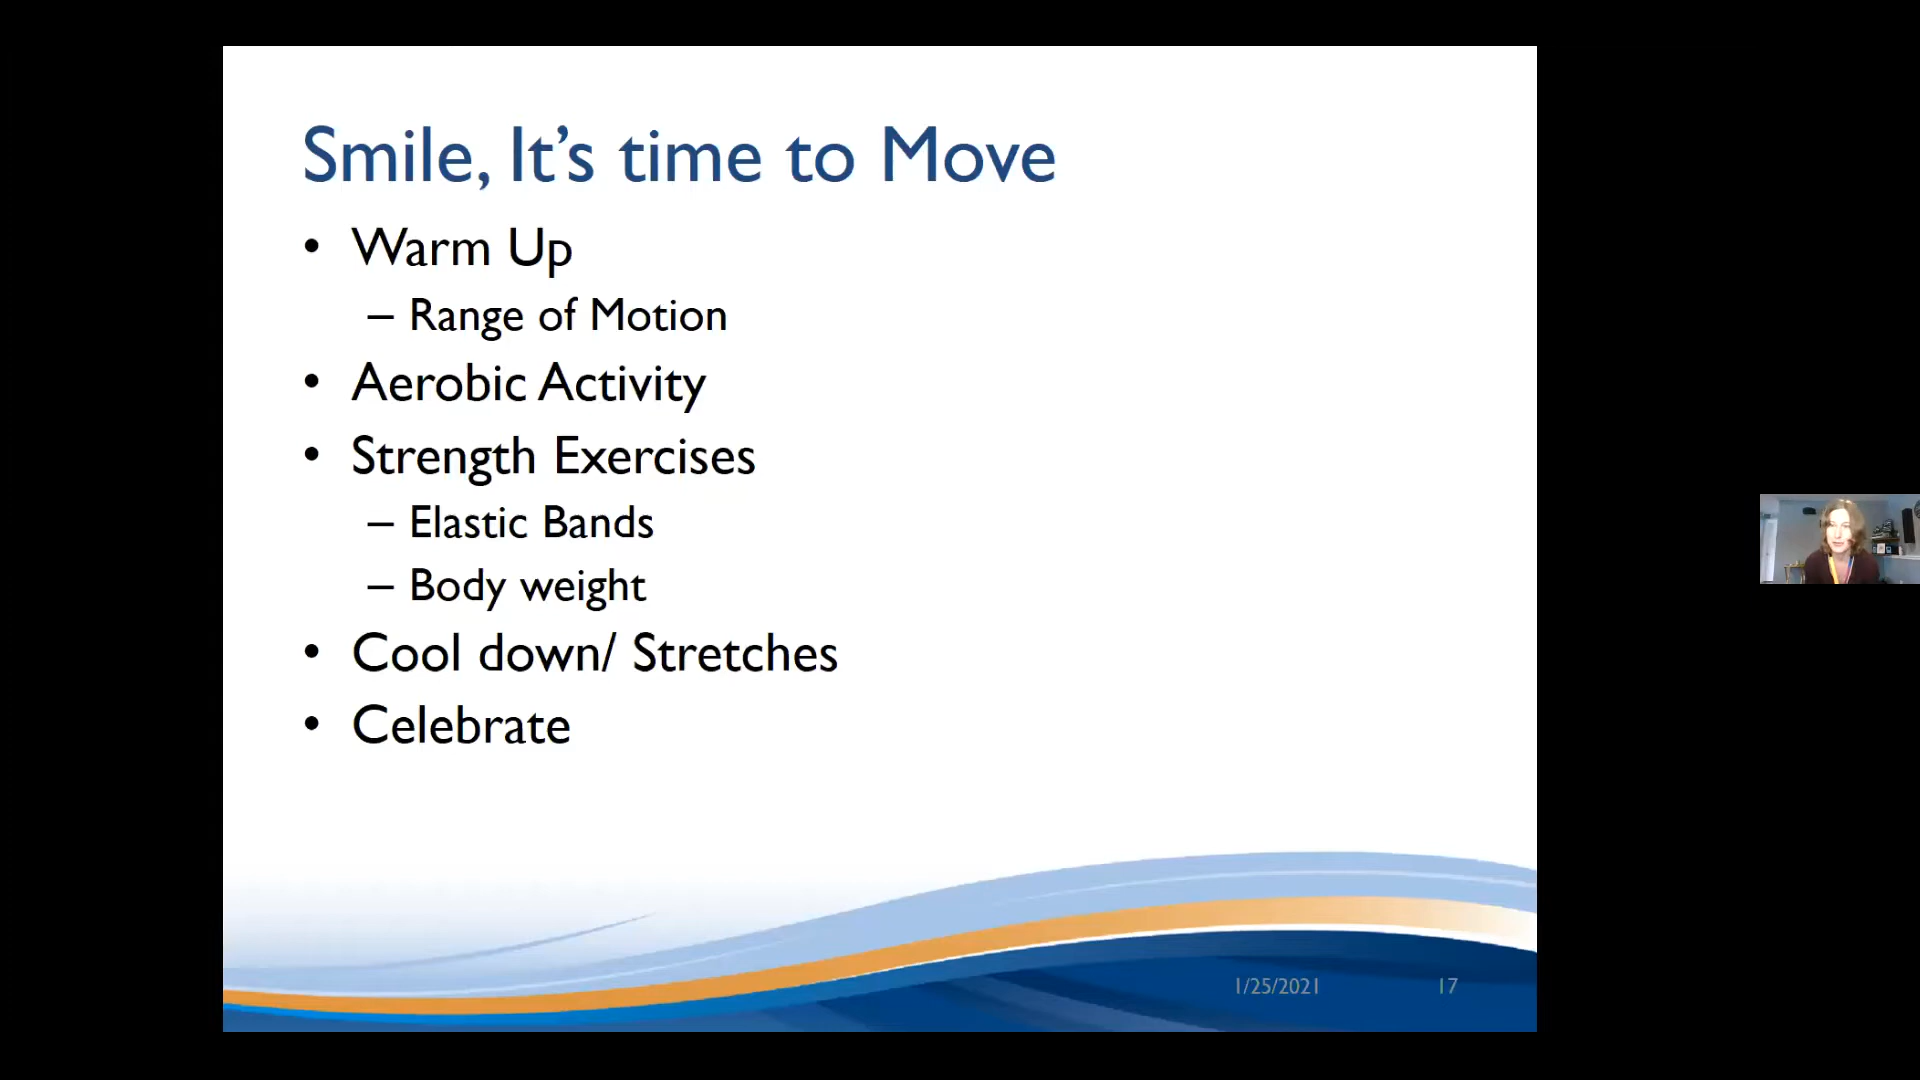 Smile, It's time to Move
• Warm Up
– Range of Motion
• Aerobic Activity
• Strength Exercises
– Elastic Bands
– Body weight
• Cool down/ Stretches
• Celebrate
1/25/2021 17